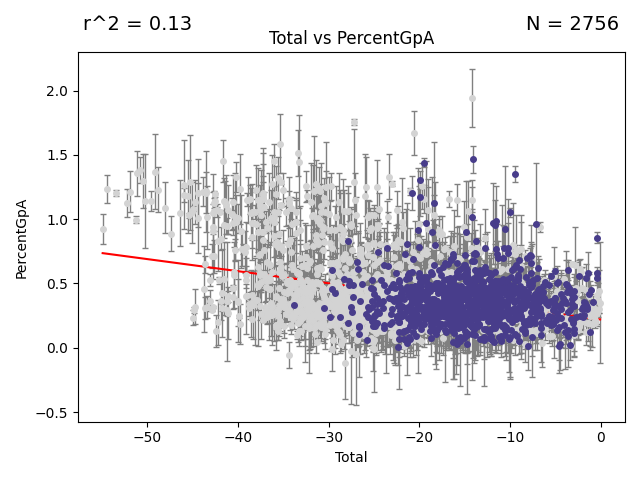 r^2 = 0.13
N = 2756
Total vs PercentGpA
PercentGpA
2.0
1.5
1.0
0.5
0.0
−0.5
−50
−40
−30
−20
−10
0
Total